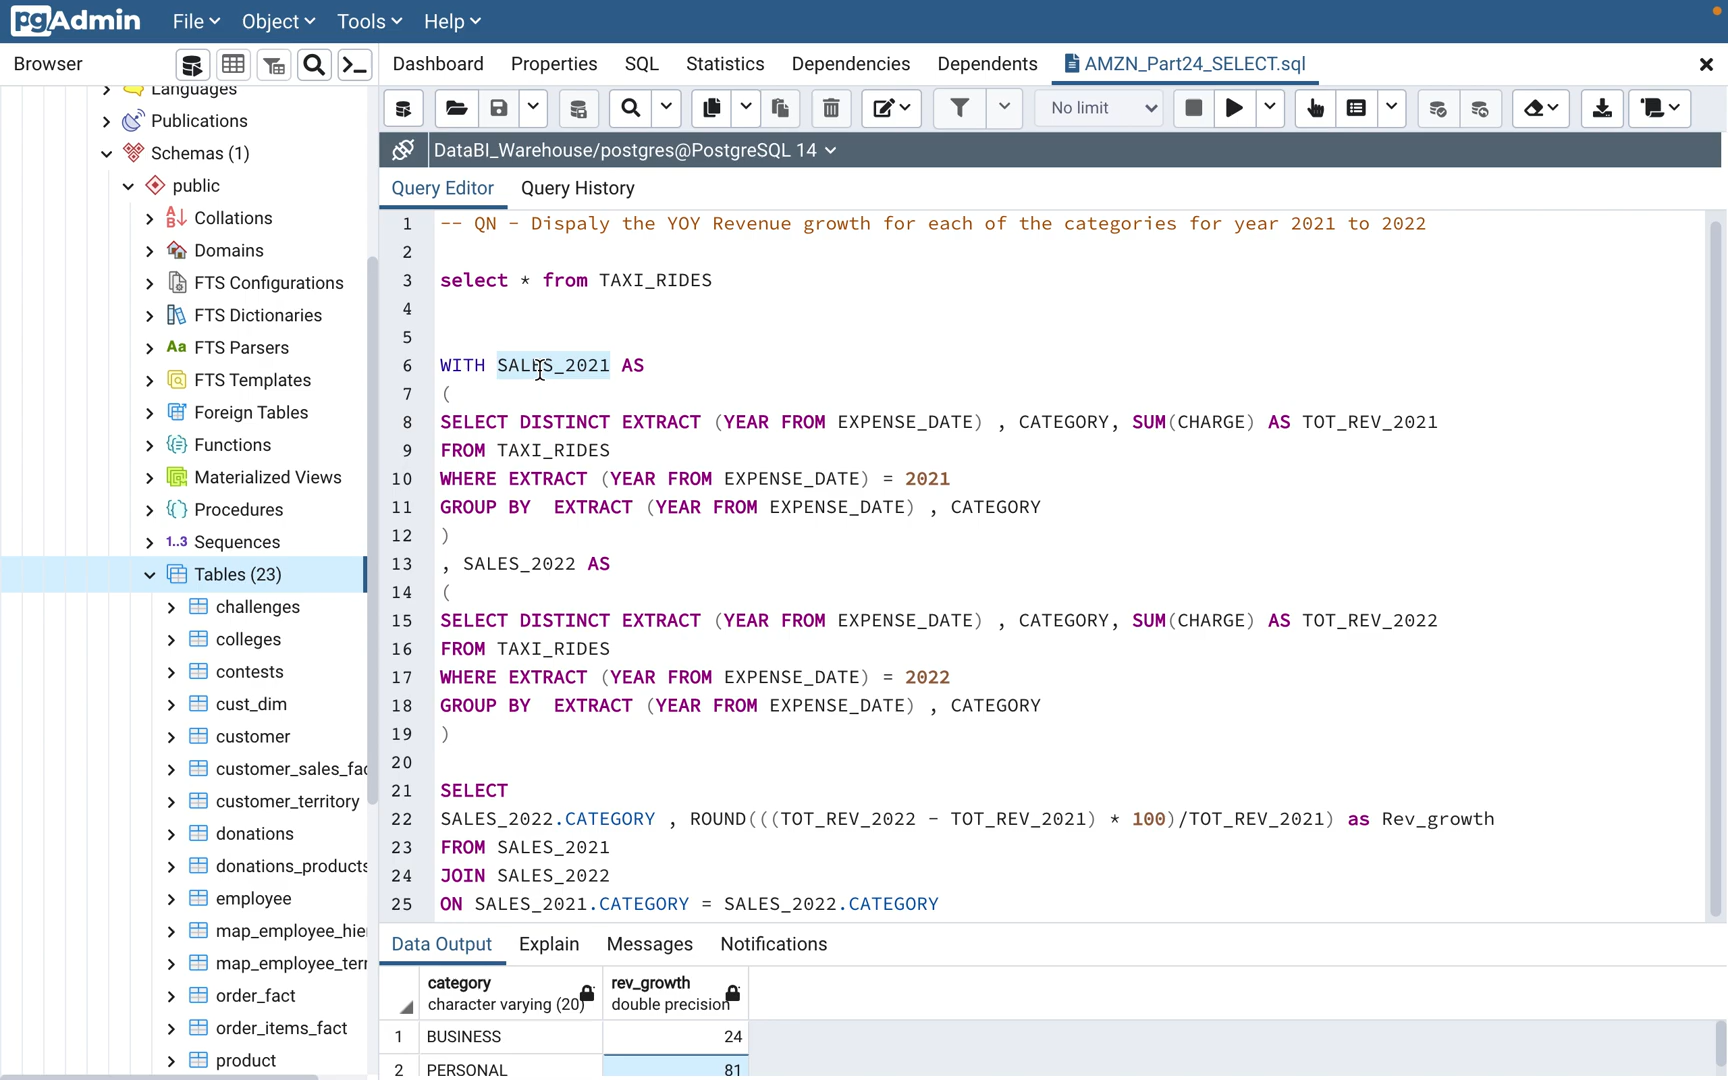 pgAdmin File Object Tools Help
Browser
Dashboard Properties SQL Statistics Dependencies Dependents AMZN_Part24_SELECT.sql
No limit
DataBI_Warehouse/postgres@PostgreSQL 14
Query Editor Query History
Languages
Publications
Schemas (1)
public
Collations
Domains
FTS Configurations
FTS Dictionaries
Aa FTS Parsers
FTS Templates
Foreign Tables
Functions
Materialized Views
Procedures
1..3 Sequences
Tables (23)
challenges
colleges
contests
cust_dim
customer
customer_sales_fac
customer_territory
donations
donations_products
employee
map_employee_hie
map_employee_terr
order_fact
order_items_fact
product
1 -- QN - Dispaly the YOY Revenue growth for each of the categories for year 2021 to 2022
2
3 select * from TAXI_RIDES
4
5
6 WITH SALES_2021 AS
7 (
8 SELECT DISTINCT EXTRACT (YEAR FROM EXPENSE_DATE) , CATEGORY, SUM(CHARGE) AS TOT_REV_2021
9 FROM TAXI_RIDES
10 WHERE EXTRACT (YEAR FROM EXPENSE_DATE) = 2021
11 GROUP BY  EXTRACT (YEAR FROM EXPENSE_DATE) , CATEGORY
12 )
13 , SALES_2022 AS
14 (
15 SELECT DISTINCT EXTRACT (YEAR FROM EXPENSE_DATE) , CATEGORY, SUM(CHARGE) AS TOT_REV_2022
16 FROM TAXI_RIDES
17 WHERE EXTRACT (YEAR FROM EXPENSE_DATE) = 2022
18 GROUP BY  EXTRACT (YEAR FROM EXPENSE_DATE) , CATEGORY
19 )
20
21 SELECT
22 SALES_2022.CATEGORY , ROUND(((TOT_REV_2022 - TOT_REV_2021) * 100)/TOT_REV_2021) as Rev_growth
23 FROM SALES_2021
24 JOIN SALES_2022
25 ON SALES_2021.CATEGORY = SALES_2022.CATEGORY
Data Output Explain Messages Notifications
category rev_growth
character varying (20) double precision
1 BUSINESS 24
2 PERSONAL 81